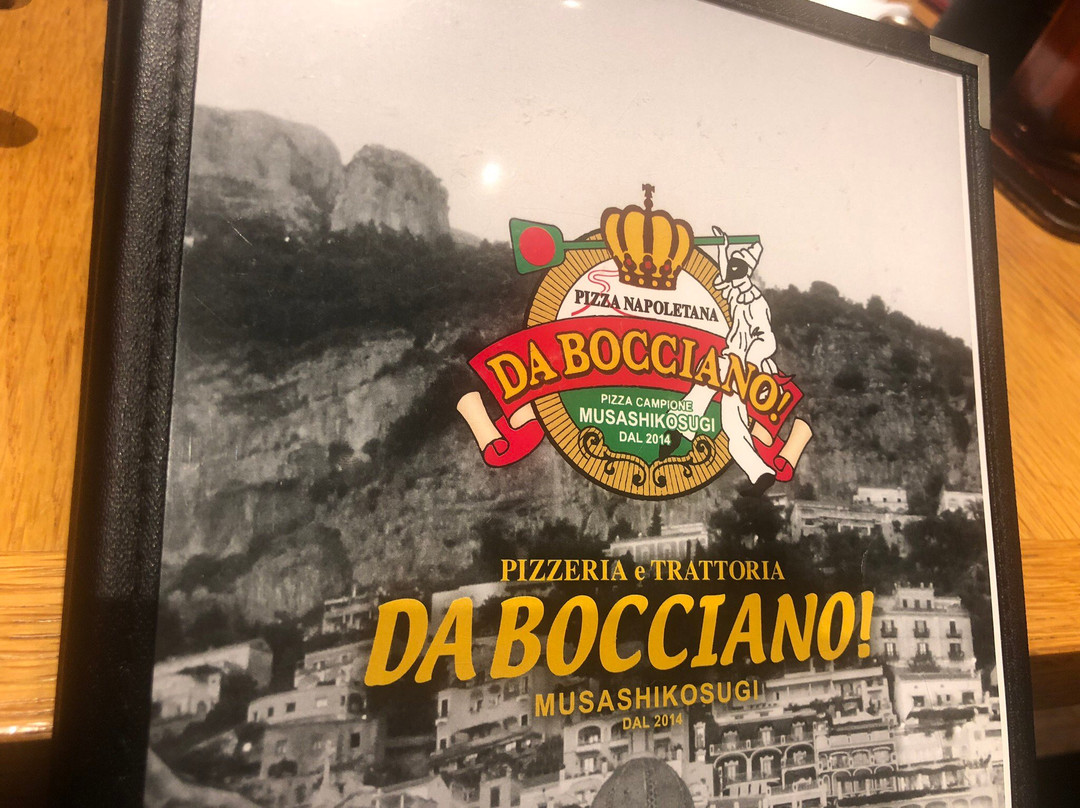 PIZZA NAPOLETANA
DA BOCCIANO!
PIZZA CAMPIONE
MUSASHIKOSUGI
DAL 2014
PIZZERIA e TRATTORIA
DA BOCCIANO!
MUSASHIKOSUGI
DAL 2014